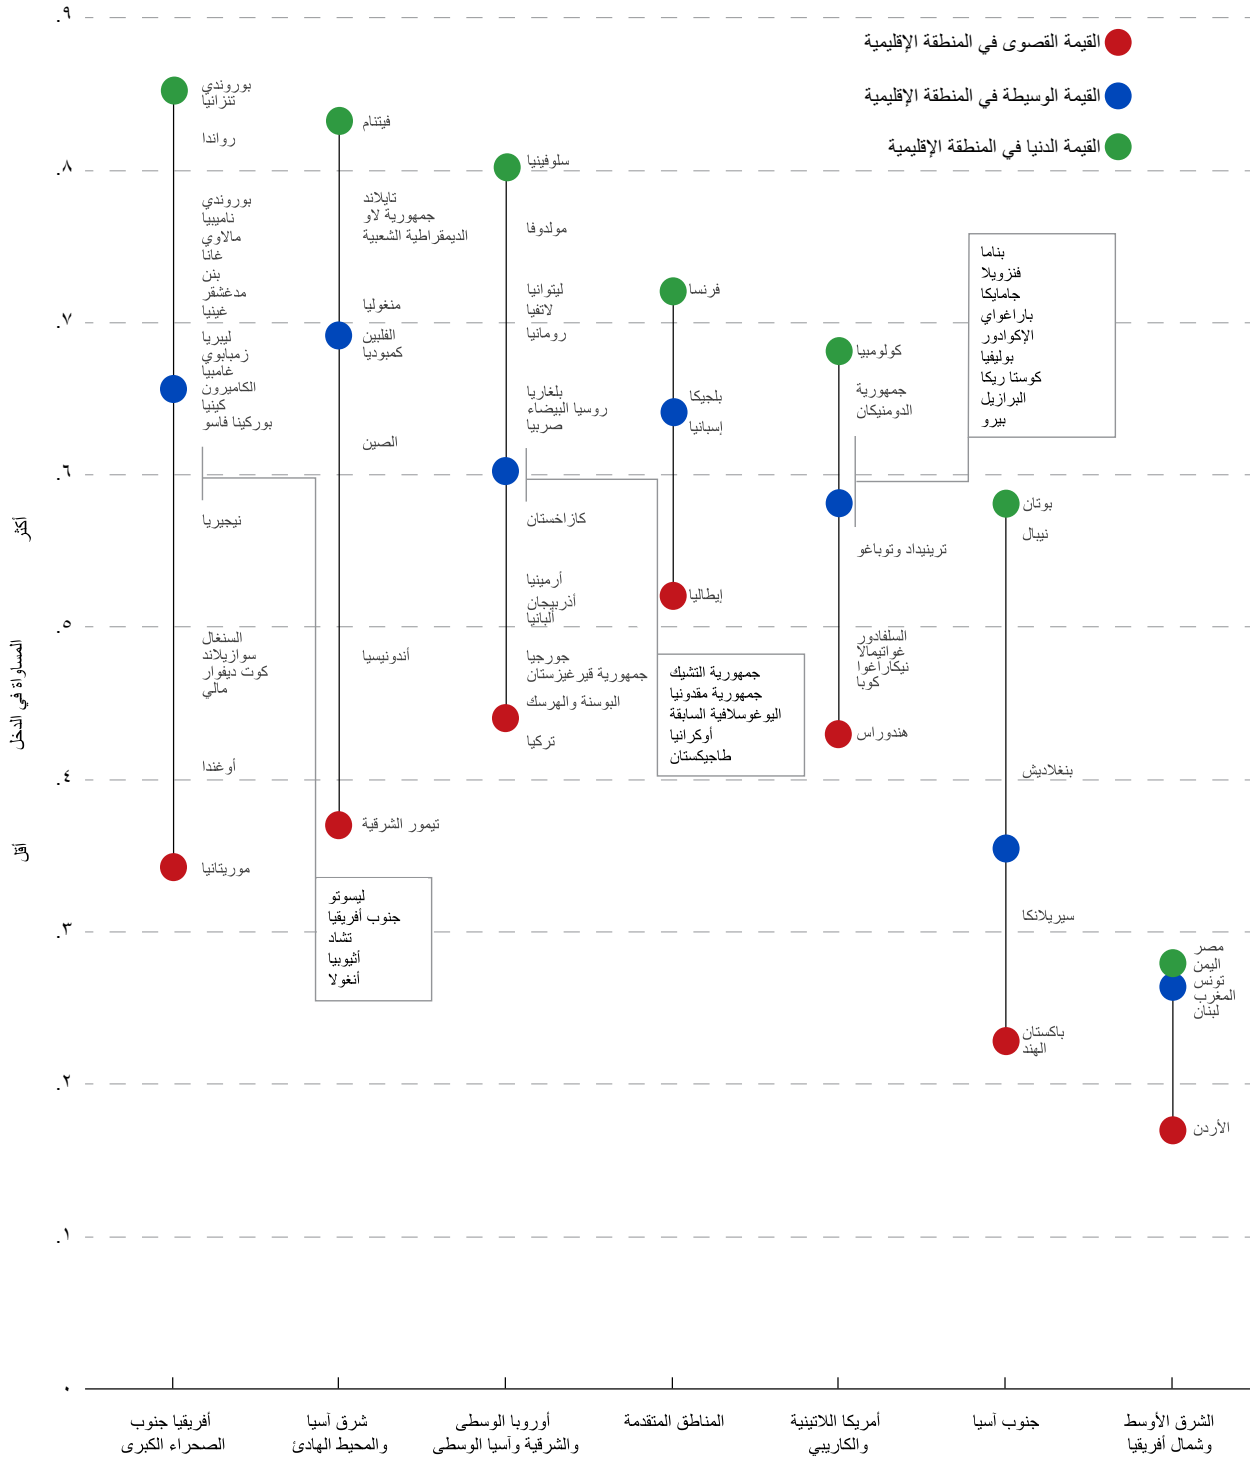 القيمة القصوى في المنطقة الإقليمية
القيمة الوسيطة في المنطقة الإقليمية
القيمة الدنيا في المنطقة الإقليمية
.٩
.٨
.٧
.٦
.٥
.٤
.٣
.٢
.١
٠
أكثر
المساواة في الدخل
أقل
بوروندي
تنزانيا
رواندا
بوروندي
ناميبيا
مالاوي
غانا
بنن
مدغشقر
غينيا
ليبريا
زمبابوي
غامبيا
الكاميرون
كينيا
بوركينا فاسو
نيجيريا
السنغال
سوازيلاند
كوت ديفوار
مالي
أوغندا
موريتانيا
ليسوتو
جنوب أفريقيا
تشاد
أثيوبيا
أنغولا
فيتنام
تايلاند
جمهورية لاو
الديمقراطية الشعبية
منغوليا
الفلبين
كمبوديا
الصين
أندونيسيا
تيمور الشرقية
سلوفينيا
مولدوفا
ليتوانيا
لاتفيا
رومانيا
بلغاريا
روسيا البيضاء
صربيا
كازاخستان
أرمينيا
أذربيجان
ألبانيا
جورجيا
جمهورية قيرغيزستان
البوسنة والهرسك
تركيا
جمهورية التشيك
جمهورية مقدونيا
اليوغوسلافية السابقة
أوكرانيا
طاجيكستان
فرنسا
بلجيكا
إسبانيا
إيطاليا
كولومبيا
جمهورية
الدومنيكان
ترينيداد وتوباغو
السلفادور
غواتيمالا
نيكاراغوا
كوبا
هندوراس
بناما
فنزويلا
جامايكا
باراغواي
الإكوادور
بوليفيا
كوستا ريكا
البرازيل
بيرو
بوتان
نيبال
بنغلاديش
سيريلانكا
باكستان
الهند
مصر
اليمن
تونس
المغرب
لبنان
الأردن
أفريقيا جنوب
الصحراء الكبرى
شرق آسيا
والمحيط الهادئ
أوروبا الوسطى
والشرقية وآسيا الوسطى
المناطق المتقدمة
أمريكا اللاتينية
والكاريبي
جنوب آسيا
الشرق الأوسط
وشمال أفريقيا